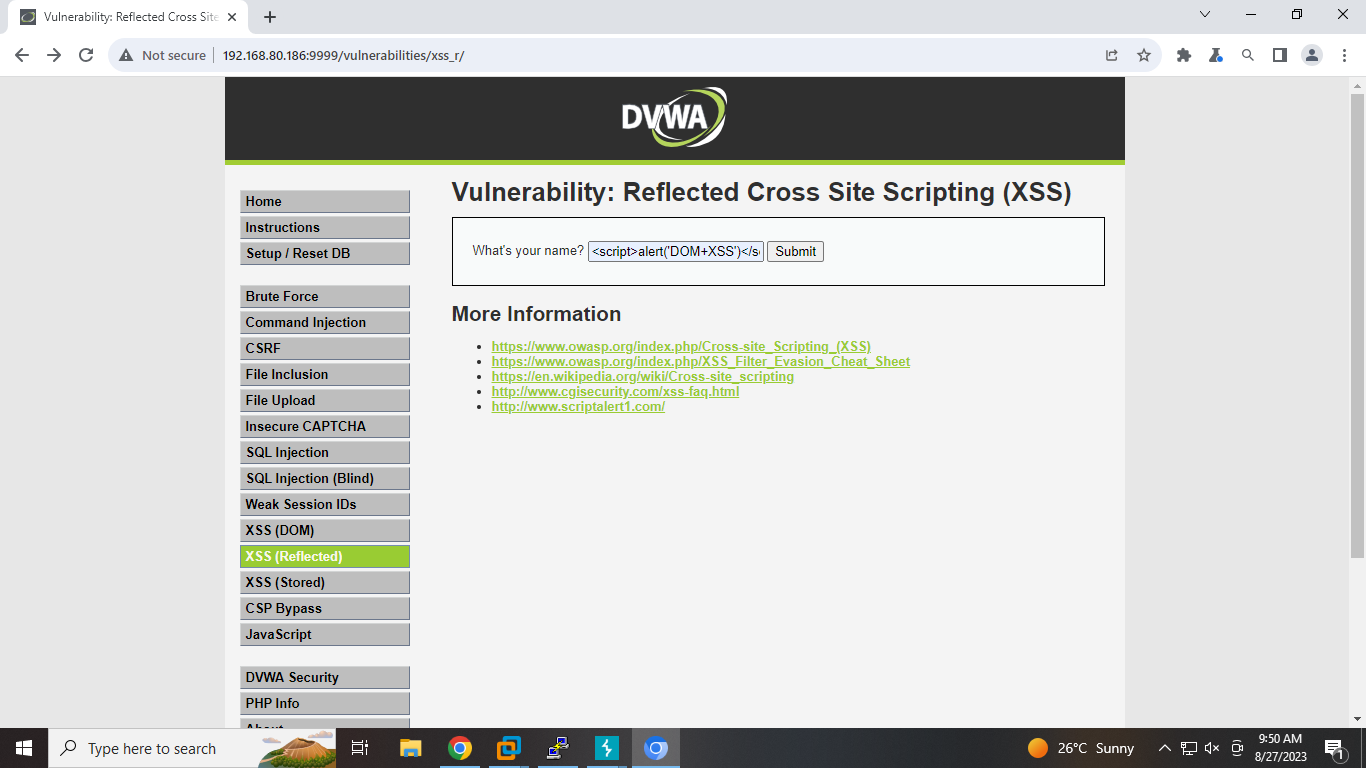 Vulnerability: Reflected Cross Site
Not secure
192.168.80.186:9999/vulnerabilities/xss_r/
DVWA
Home
Instructions
Setup / Reset DB
Brute Force
Command Injection
CSRF
File Inclusion
File Upload
Insecure CAPTCHA
SQL Injection
SQL Injection (Blind)
Weak Session IDs
XSS (DOM)
XSS (Reflected)
XSS (Stored)
CSP Bypass
JavaScript
DVWA Security
PHP Info
About
Vulnerability: Reflected Cross Site Scripting (XSS)
What's your name? <script>alert('DOM+XSS')</s Submit
More Information
https://www.owasp.org/index.php/Cross-site_Scripting_(XSS)
https://www.owasp.org/index.php/XSS_Filter_Evasion_Cheat_Sheet
https://en.wikipedia.org/wiki/Cross-site_scripting
http://www.cgisecurity.com/xss-faq.html
http://www.scriptalert1.com/
Type here to search
26°C Sunny
9:50 AM
8/27/2023
1